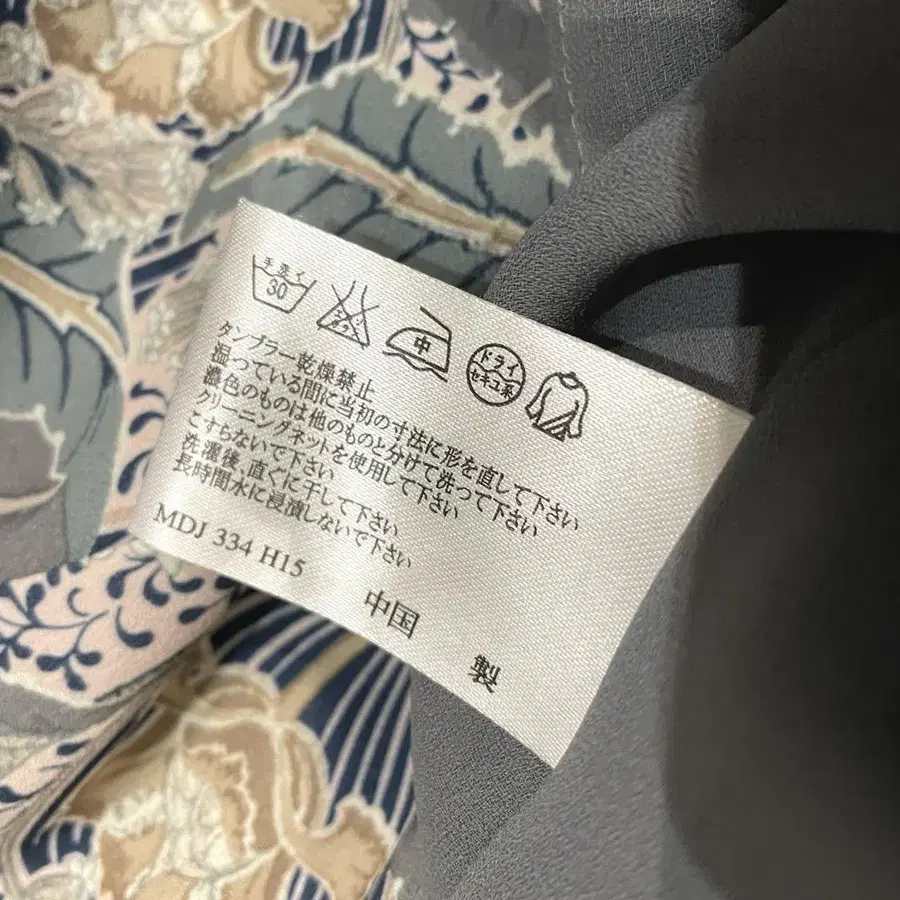 手洗イ
30
エンソサラシ
中
ドライ
セキユ系
タンブラー乾燥禁止
湿っている間に当初の寸法に形を直して下さい
濃色のものは他のものと分けて洗って下さい
クリーニングネットを使用して下さい
こすらないで下さい
洗濯後、直ぐに干して下さい
長時間水に浸漬しないで下さい
MDJ 334 H15
中国
製